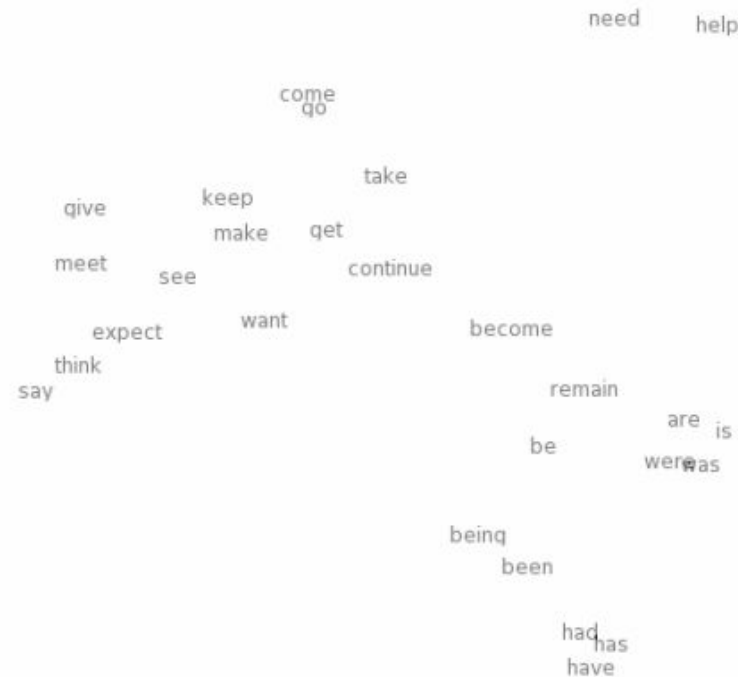 need help
come
go
take
give keep
make get
meet see continue
expect want become
think
say remain
are is
be were was
being
been
had has
have